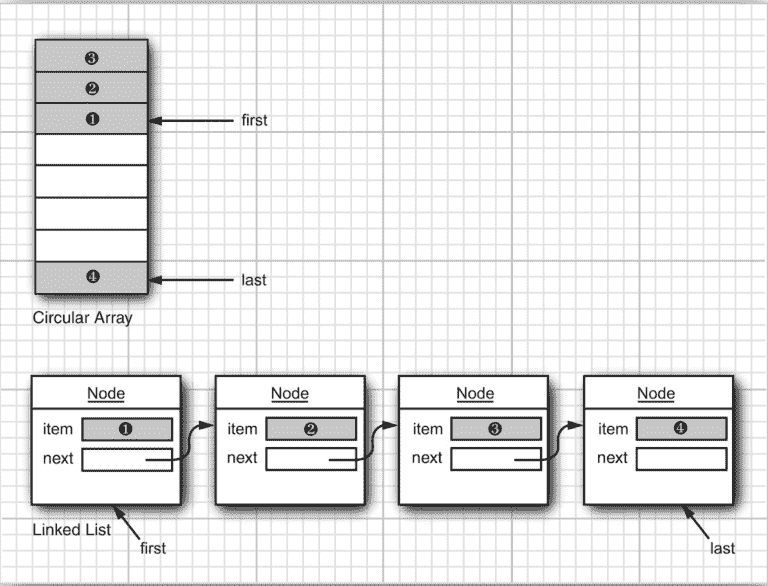 ❸
❷
❶
first
❹
last
Circular Array
Node
Node
Node
Node
item ❶
item ❷
item ❸
item ❹
next
next
next
next
Linked List
first
last